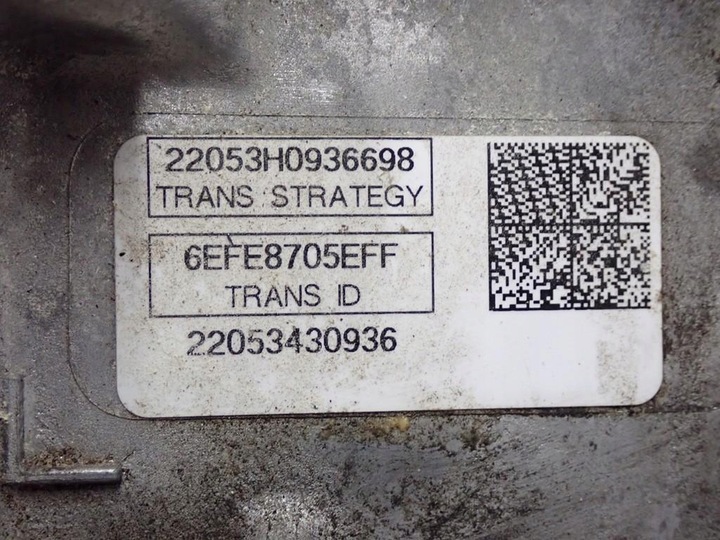 22053H0936698
TRANS STRATEGY
6EFE8705EFF
TRANS ID
22053430936